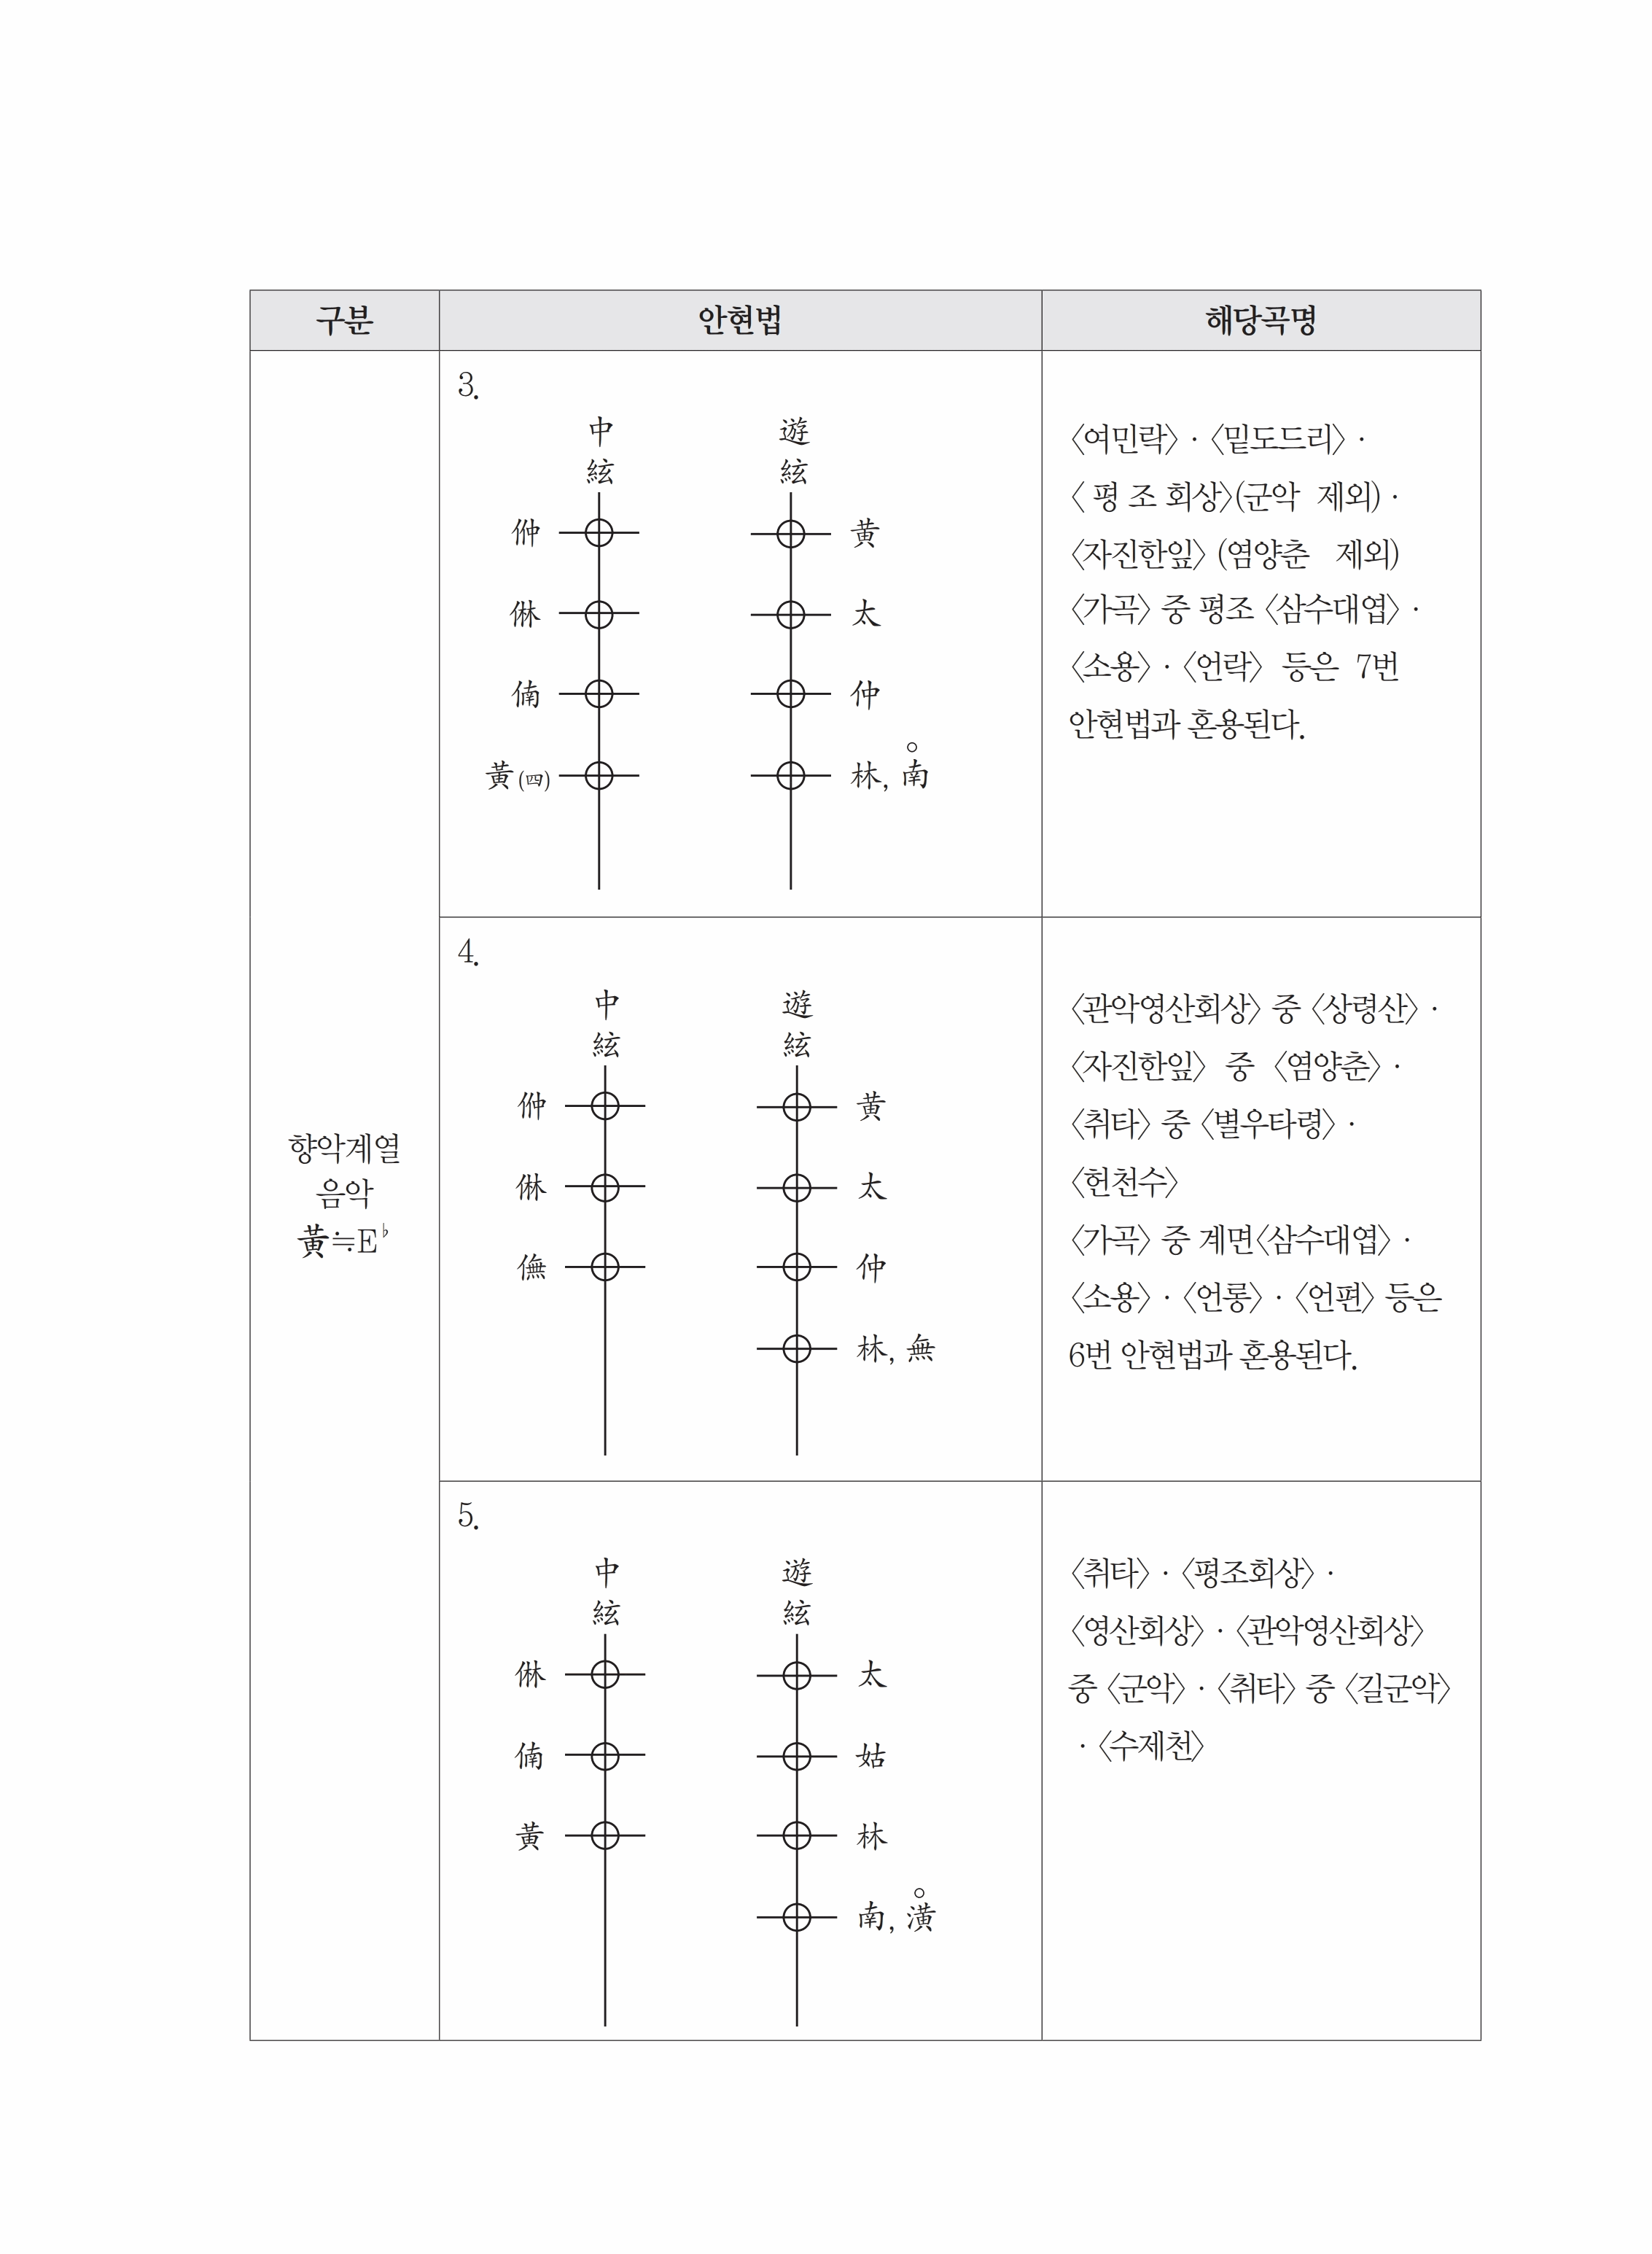 구분 안현법 해당곡명
3.
中 遊
絃 絃
㑖 黃
㑣 太
㑲 仲
黃(四) 林, 南
〈여민락〉·〈밑도드리〉·
〈 평 조 회상〉(군악 제외) ·
〈자진한잎〉(염양춘 제외)
〈가곡〉 중 평조 〈삼수대엽〉 ·
〈소용〉 · 〈언락〉 등은 7번
안현법과 혼용된다.
향악계열
음악
黃≒E♭
4.
中 遊
絃 絃
㑖 黃
㑣 太
㒇 仲
林, 無
〈관악영산회상〉 중 〈상령산〉 ·
〈자진한잎〉 중 〈염양춘〉 ·
〈취타〉 중 〈별우타령〉 ·
〈헌천수〉
〈가곡〉 중 계면〈삼수대엽〉 ·
〈소용〉 · 〈언롱〉 · 〈언편〉 등은
6번 안현법과 혼용된다.
5.
中 遊
絃 絃
㑣 太
㑲 姑
黃 林
南, 潢
〈취타〉 · 〈평조회상〉 ·
〈영산회상〉 · 〈관악영산회상〉
중 〈군악〉 · 〈취타〉 중 〈길군악〉
· 〈수제천〉